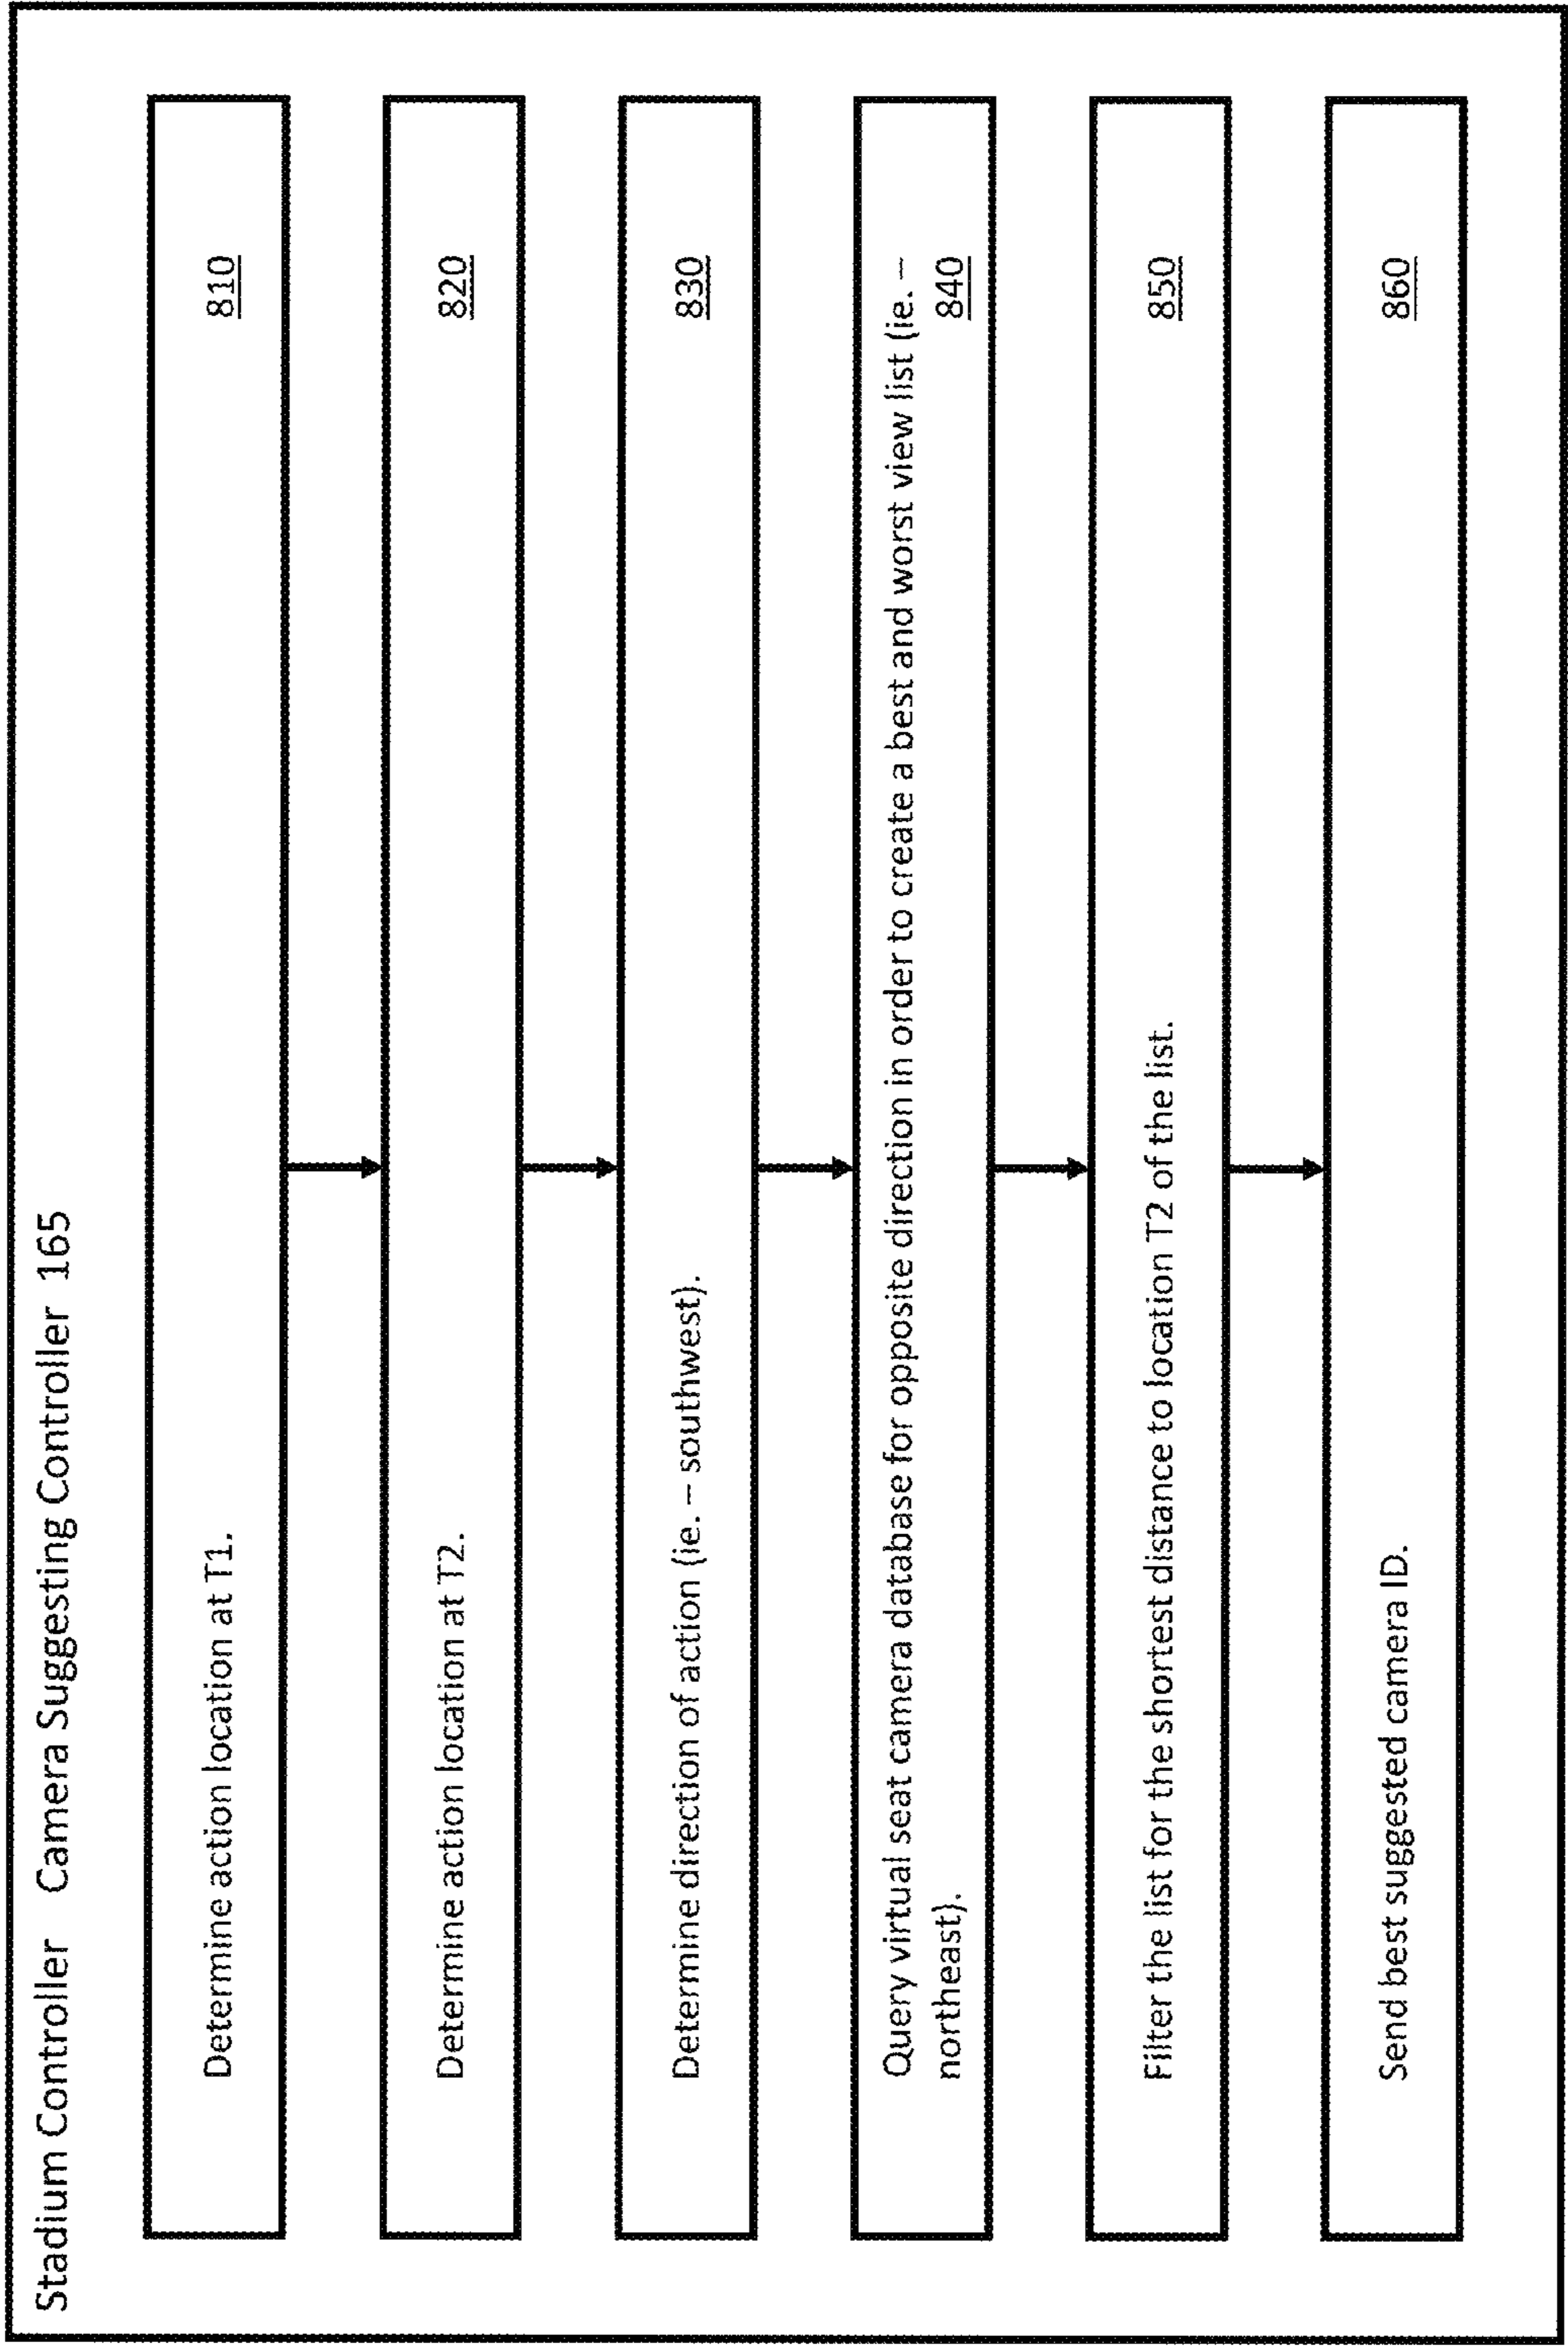 Stadium Controller Camera Suggesting Controller 165
Determine action location at T1.
810
Determine action location at T2.
820
Determine direction of action (ie. – southwest).
830
Query virtual seat camera database for opposite direction in order to create a best and worst view list (ie. –
northeast).
840
Filter the list for the shortest distance to location T2 of the list.
850
Send best suggested camera ID.
860